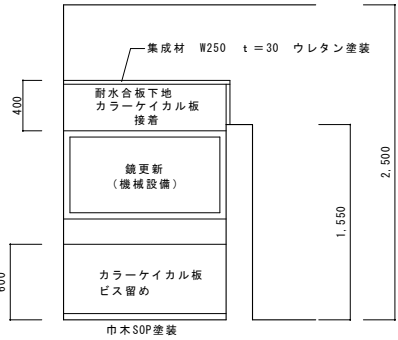 集成材 W250 t=30 ウレタン塗装
耐水合板下地
カラーケイカル板
接着
400
鏡更新
(機械設備)
2,500
1,550
600
カラーケイカル板
ビス留め
巾木SOP塗装